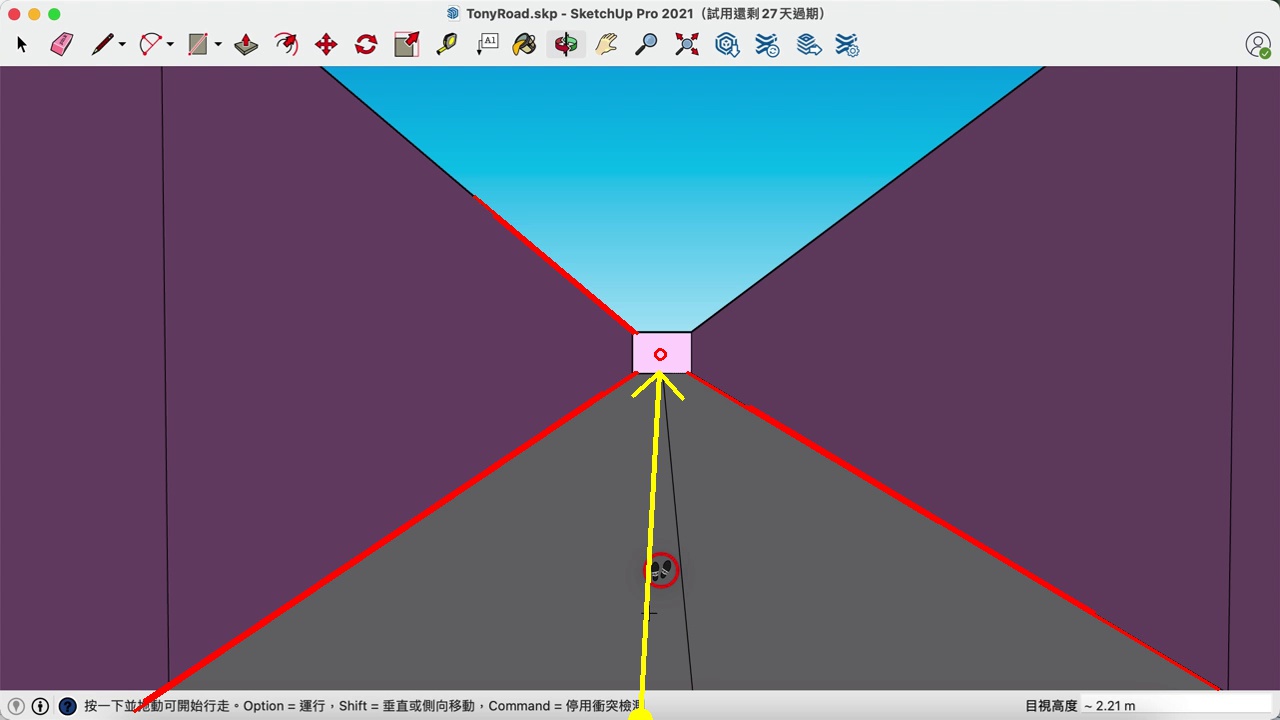 TonyRoad.skp - SketchUp Pro 2021（試用還剩 27 天過期）
A1
按一下並拖動可開始行走。Option = 運行，Shift = 垂直或側向移動，Command = 停用衝突檢測
目視高度 ~ 2.21 m